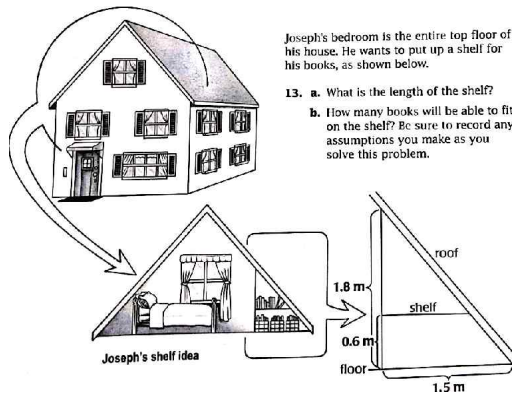 Joseph's bedroom is the entire top floor of
his house. He wants to put up a shelf for
his books, as shown below.
13. a. What is the length of the shelf?
b. How many books will be able to fit
on the shelf? Be sure to record any
assumptions you make as you
solve this problem.
roof
1.8 m
shelf
0.6 m
floor
1.5 m
Joseph's shelf idea